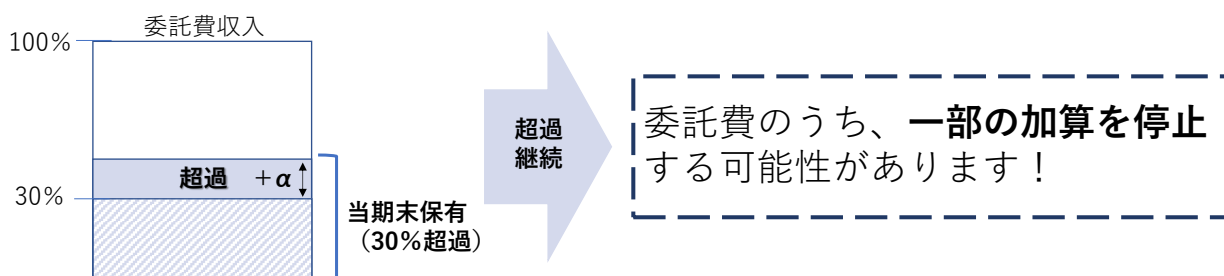 委託費収入
100%
超過 +α
30%
当期末保有
（30%超過）
超過
継続
委託費のうち、一部の加算を停止
する可能性があります！